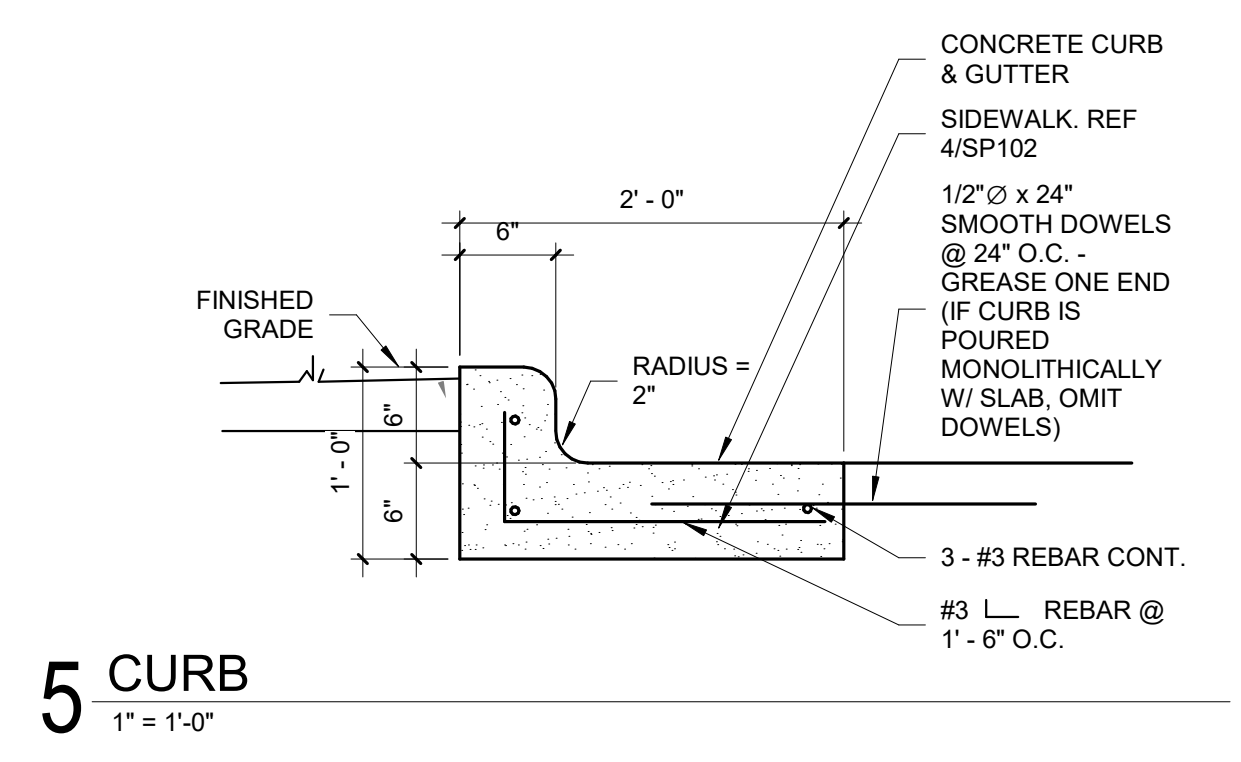 CONCRETE CURB
& GUTTER
SIDEWALK. REF
4/SP102
1/2"∅ x 24"
SMOOTH DOWELS
@ 24" O.C. -
GREASE ONE END
(IF CURB IS
POURED
MONOLITHICALLY
W/ SLAB, OMIT
DOWELS)
2' - 0"
6"
FINISHED
GRADE
RADIUS =
2"
6"
1' - 0"
6"
3 - #3 REBAR CONT.
#3 REBAR @
1' - 6" O.C.
5 CURB
1" = 1'-0"